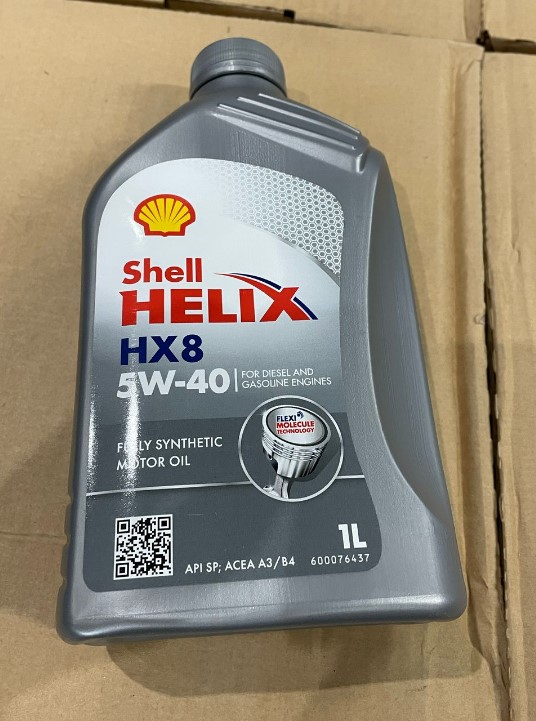 Shell
HELIX
HX8
5W-40
FOR DIESEL AND
GASOLINE ENGINES
FLEXI
MOLECULE
TECHNOLOGY
FULLY SYNTHETIC
MOTOR OIL
1L
API SP; ACEA A3/B4 600076437